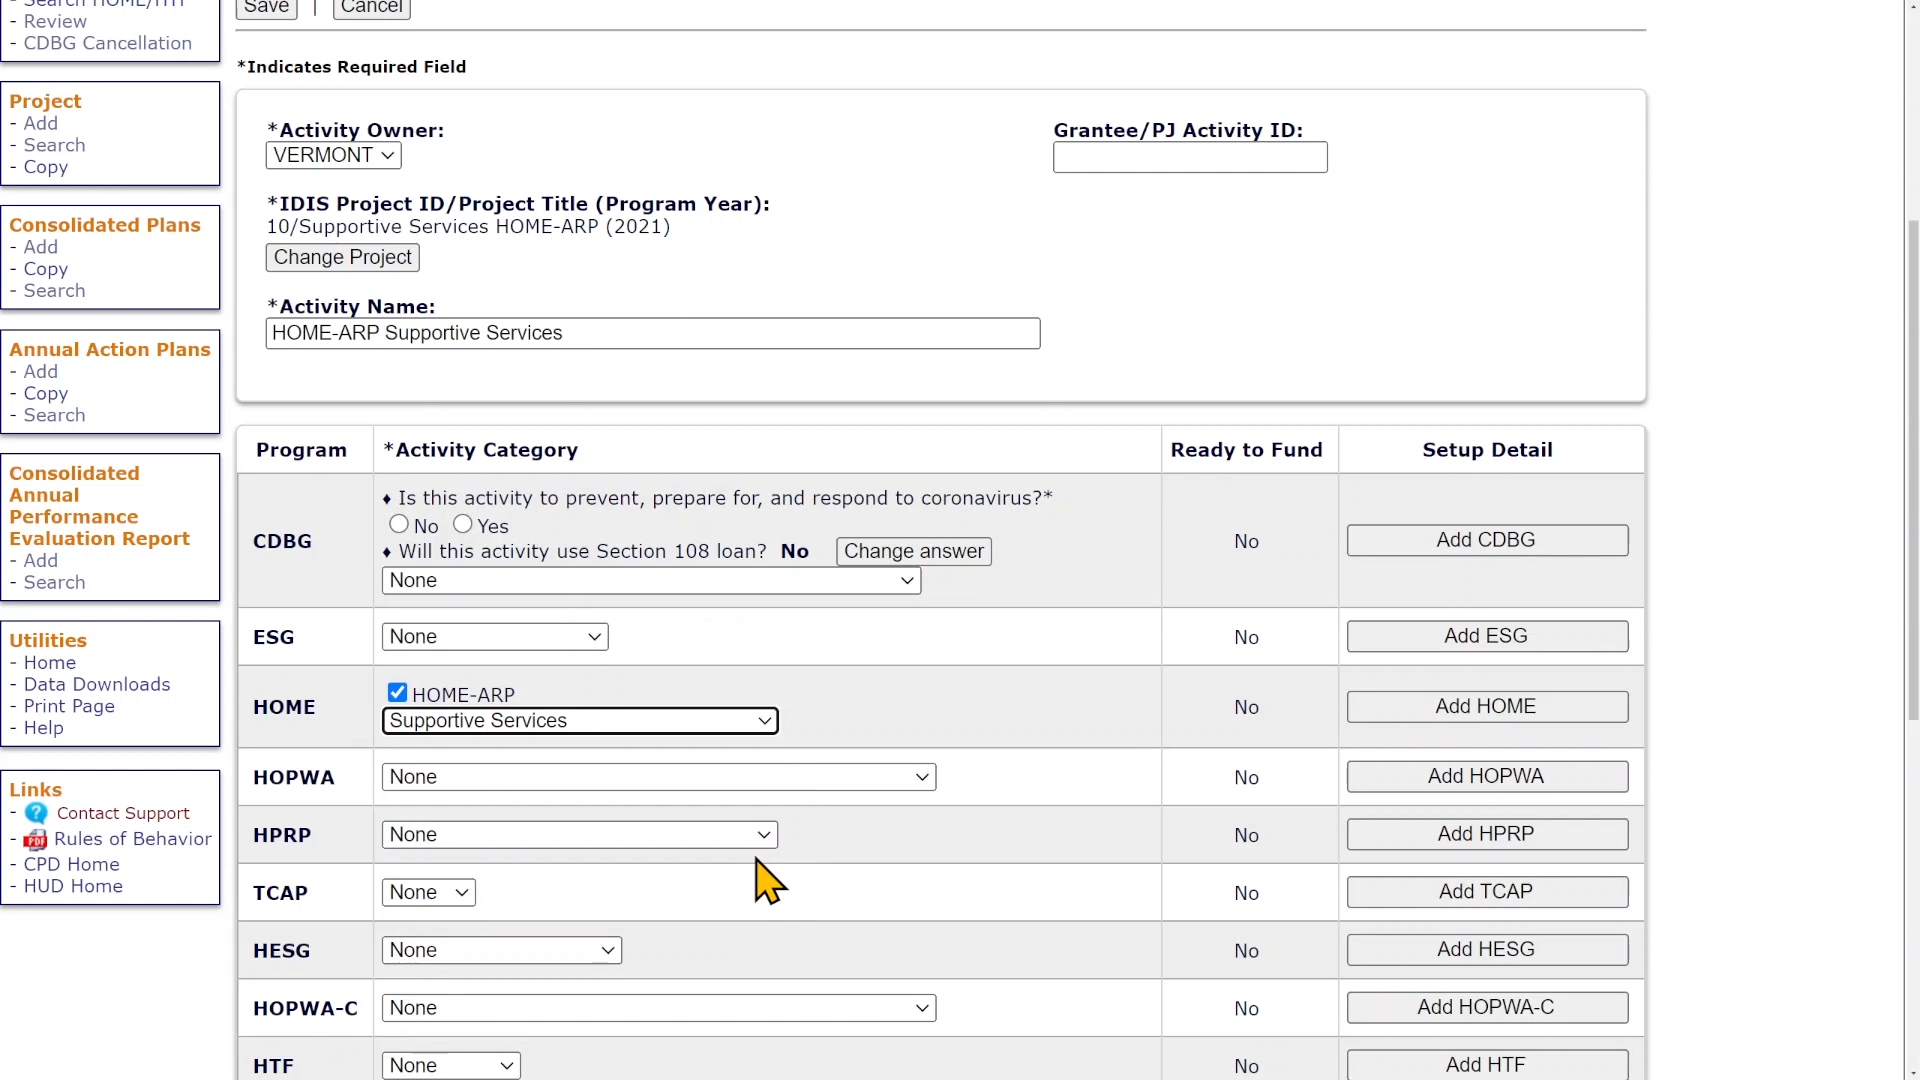 - Search HOME/HTF
- Review
- CDBG Cancellation
Project
- Add
- Search
- Copy
Consolidated Plans
- Add
- Copy
- Search
Annual Action Plans
- Add
- Copy
- Search
Consolidated
Annual
Performance
Evaluation Report
- Add
- Search
Utilities
- Home
- Data Downloads
- Print Page
- Help
Links
- Contact Support
- PDF Rules of Behavior
- CPD Home
- HUD Home
Save | Cancel
*Indicates Required Field
*Activity Owner:
VERMONT
Grantee/PJ Activity ID:
*IDIS Project ID/Project Title (Program Year):
10/Supportive Services HOME-ARP (2021)
Change Project
*Activity Name:
HOME-ARP Supportive Services
Program *Activity Category Ready to Fund Setup Detail
♦ Is this activity to prevent, prepare for, and respond to coronavirus?*
No Yes
CDBG No Add CDBG
♦ Will this activity use Section 108 loan? No Change answer
None
ESG None No Add ESG
HOME-ARP
HOME No Add HOME
Supportive Services
HOPWA None No Add HOPWA
HPRP None No Add HPRP
TCAP None No Add TCAP
HESG None No Add HESG
HOPWA-C None No Add HOPWA-C
HTF None No Add HTF